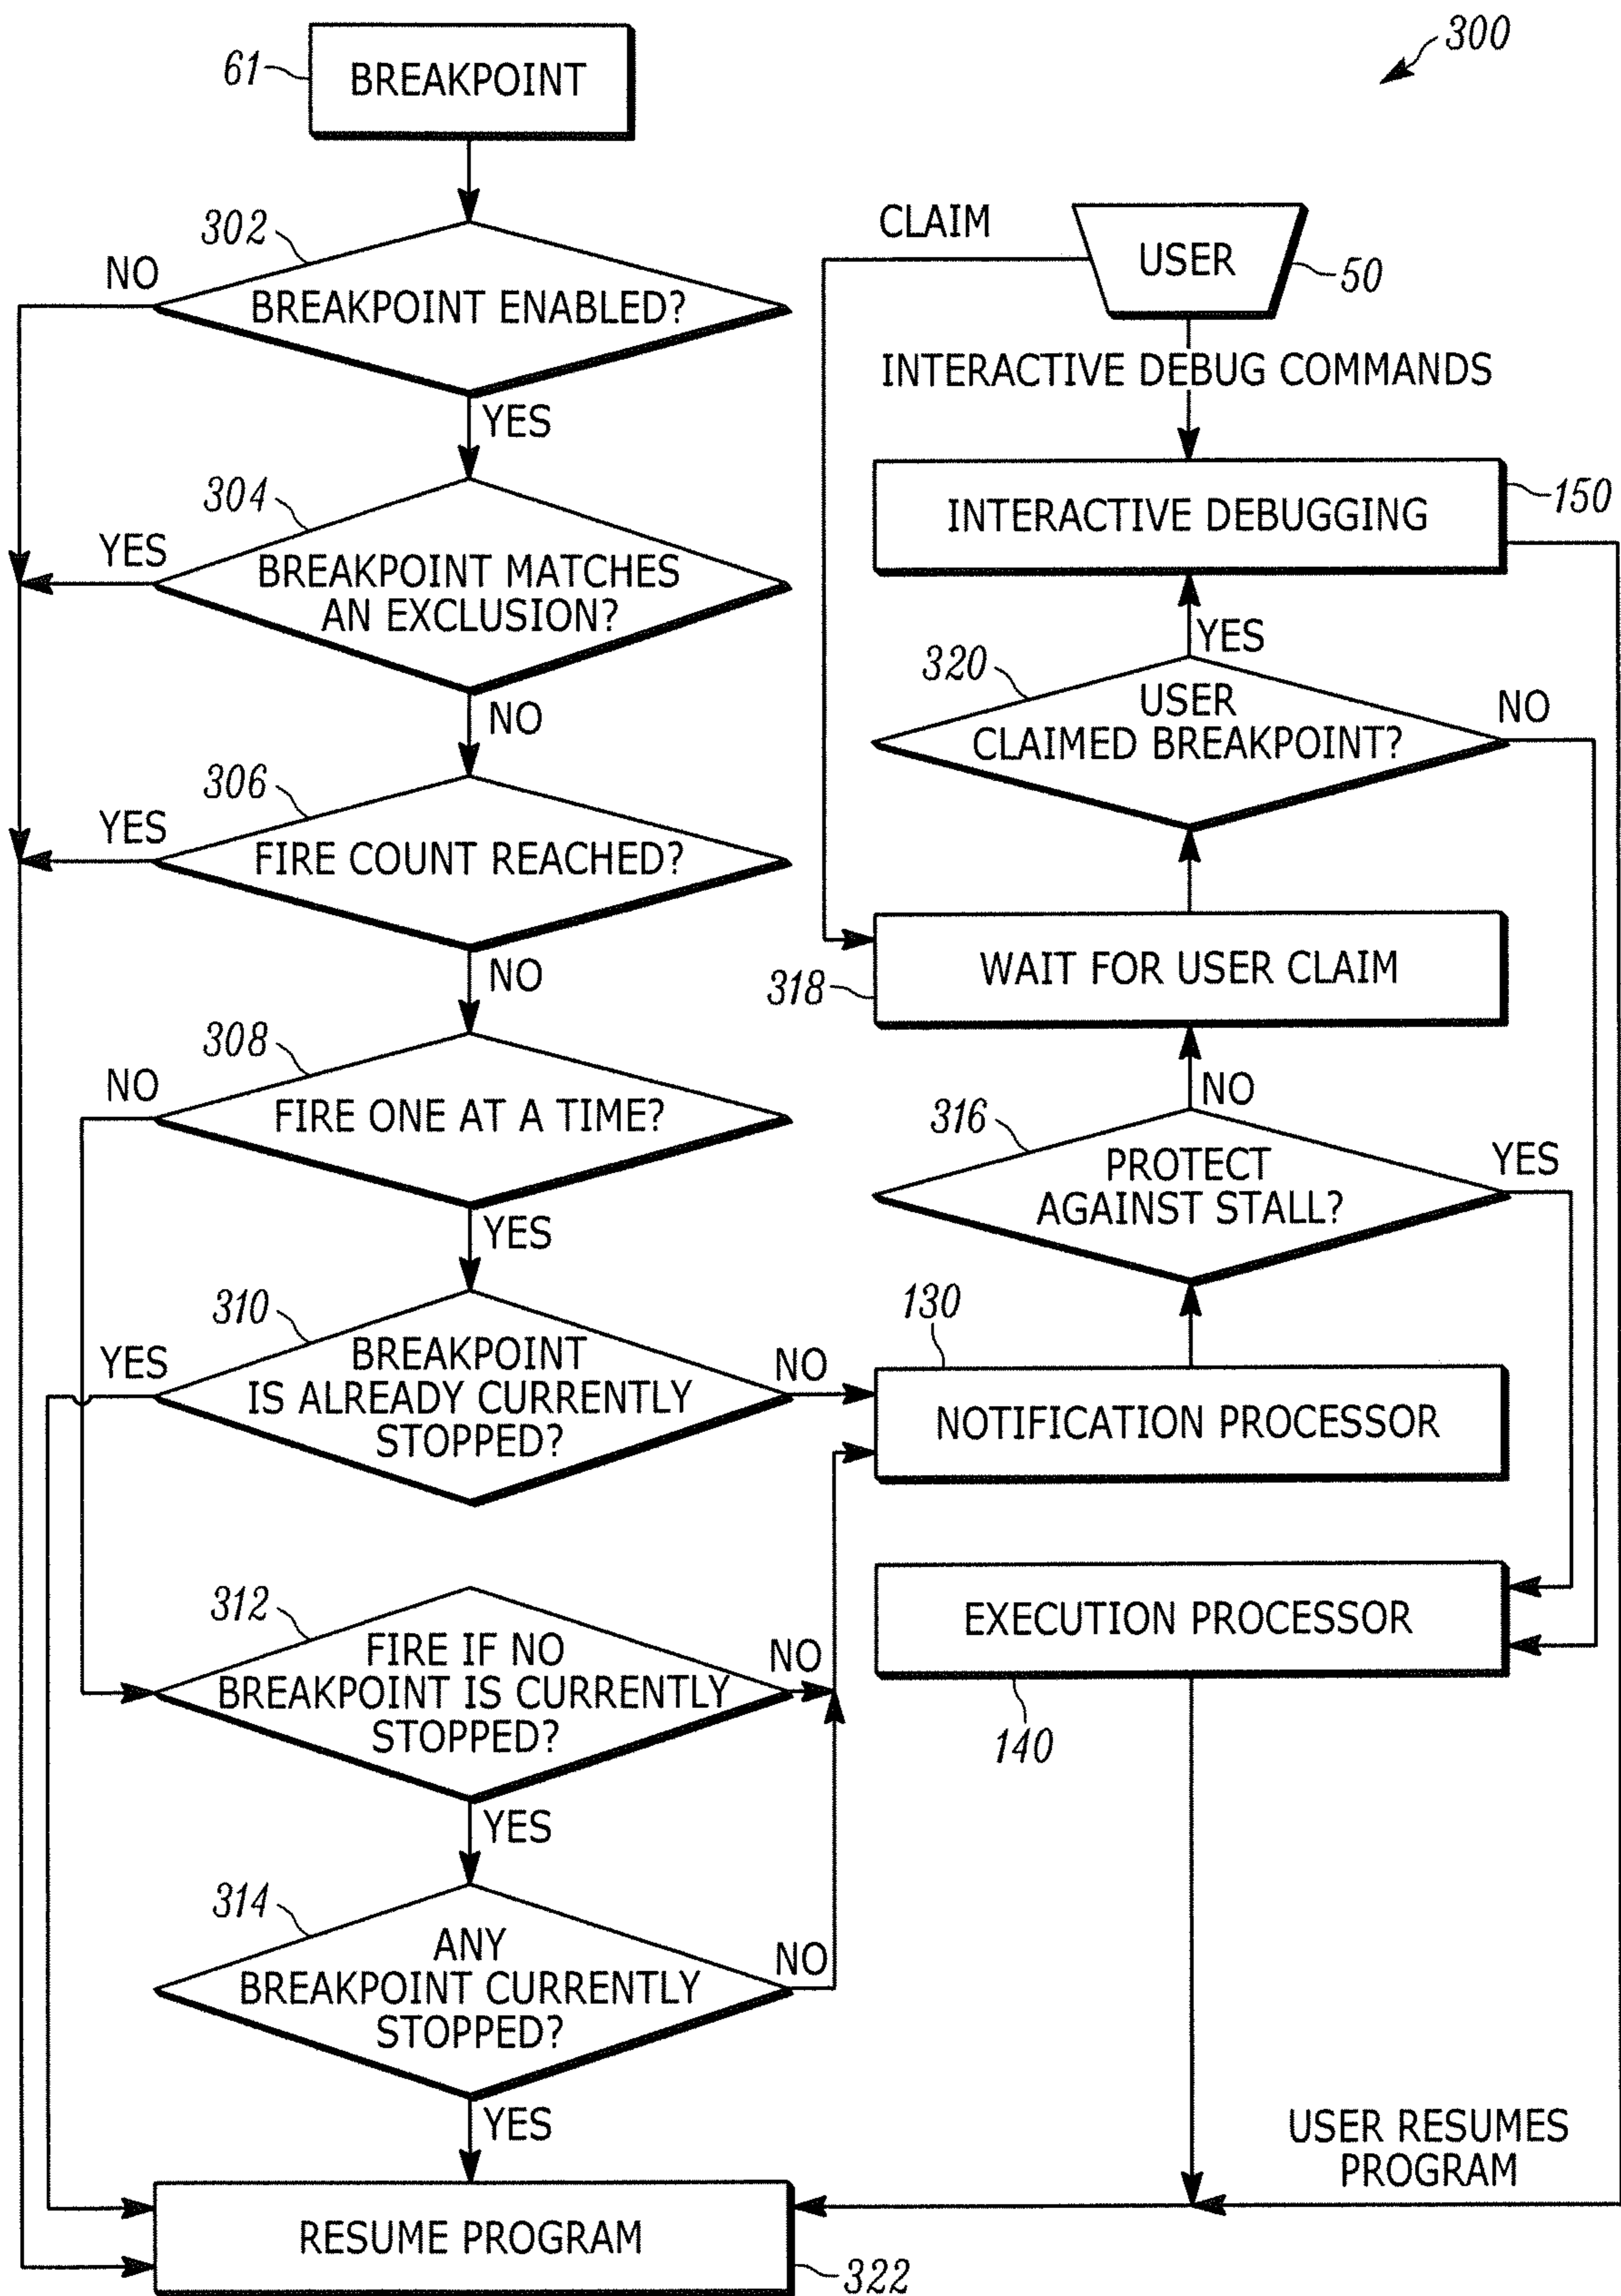 300
61
BREAKPOINT
302
NO
BREAKPOINT ENABLED?
YES
304
YES
BREAKPOINT MATCHES
AN EXCLUSION?
NO
306
YES
FIRE COUNT REACHED?
NO
308
NO
FIRE ONE AT A TIME?
YES
310
YES
BREAKPOINT
IS ALREADY CURRENTLY
STOPPED?
NO
312
FIRE IF NO
BREAKPOINT IS CURRENTLY
STOPPED?
NO
YES
314
ANY
BREAKPOINT CURRENTLY
STOPPED?
NO
YES
RESUME PROGRAM
322
CLAIM
USER
50
INTERACTIVE DEBUG COMMANDS
INTERACTIVE DEBUGGING
150
YES
320
USER
CLAIMED BREAKPOINT?
NO
WAIT FOR USER CLAIM
318
NO
316
PROTECT
AGAINST STALL?
YES
130
NOTIFICATION PROCESSOR
EXECUTION PROCESSOR
140
USER RESUMES
PROGRAM